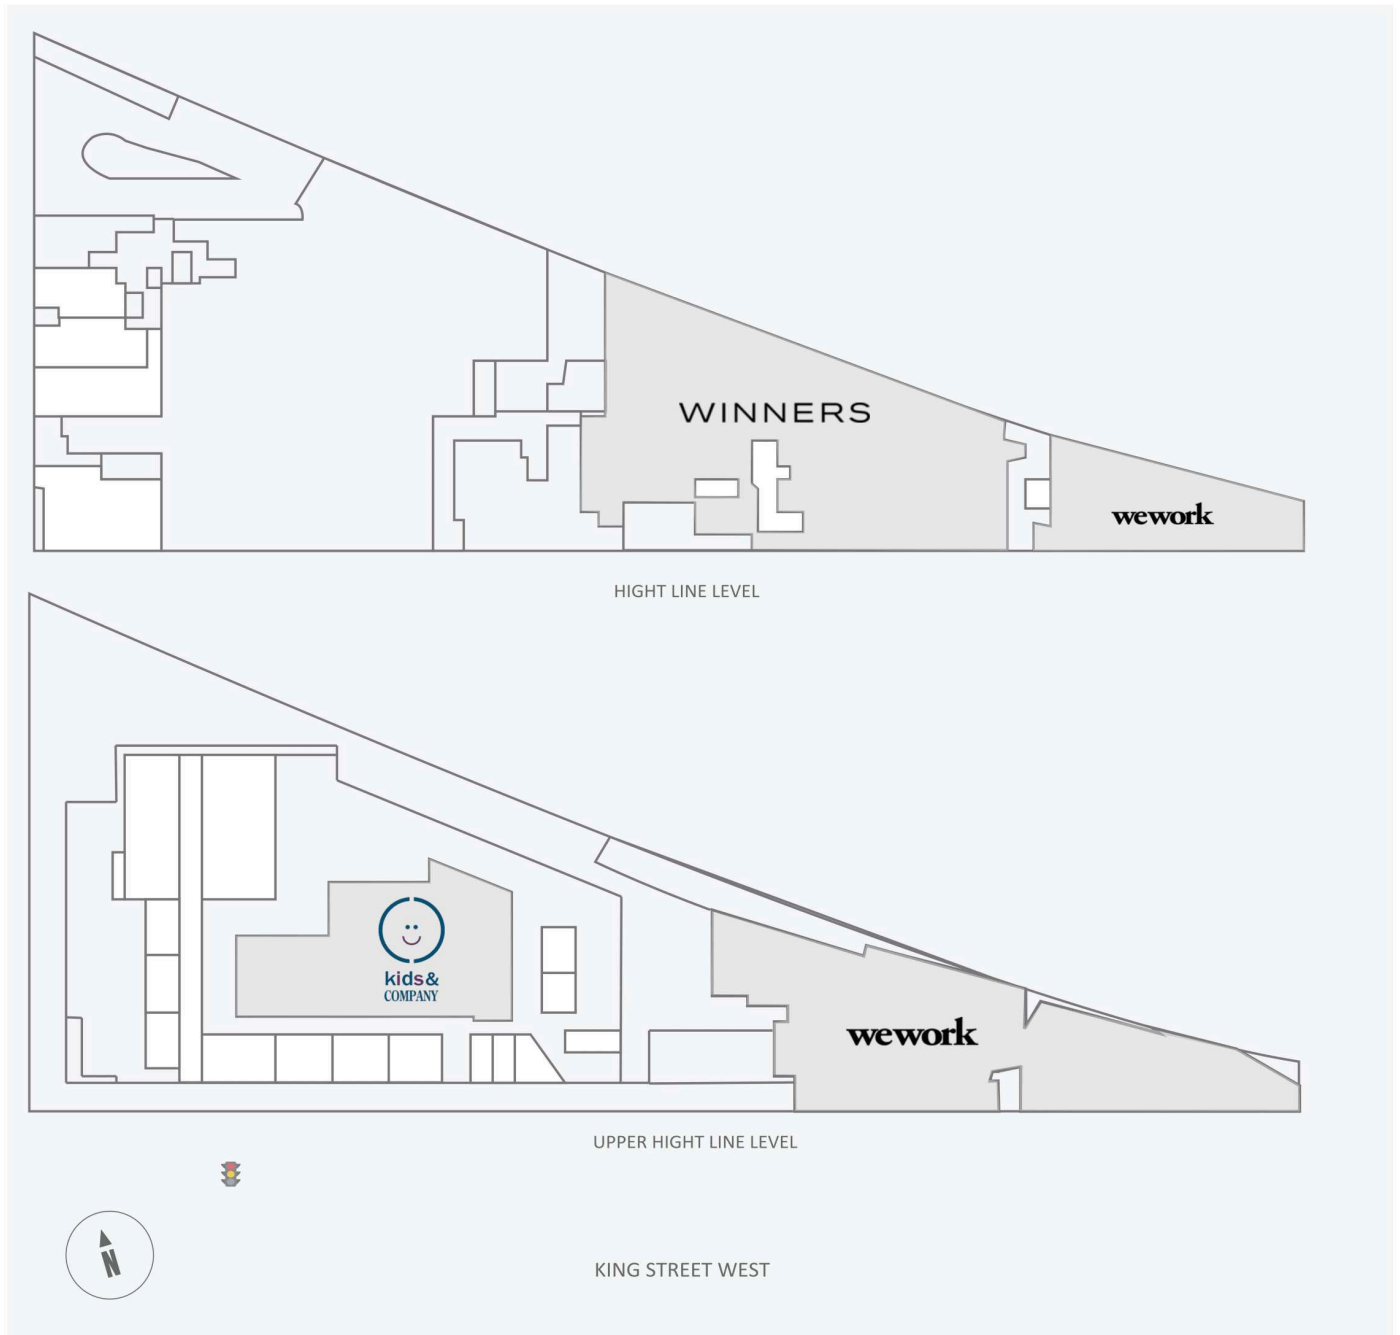 WINNERS
wework
HIGHT LINE LEVEL
kids&
COMPANY
wework
UPPER HIGHT LINE LEVEL
N
KING STREET WEST